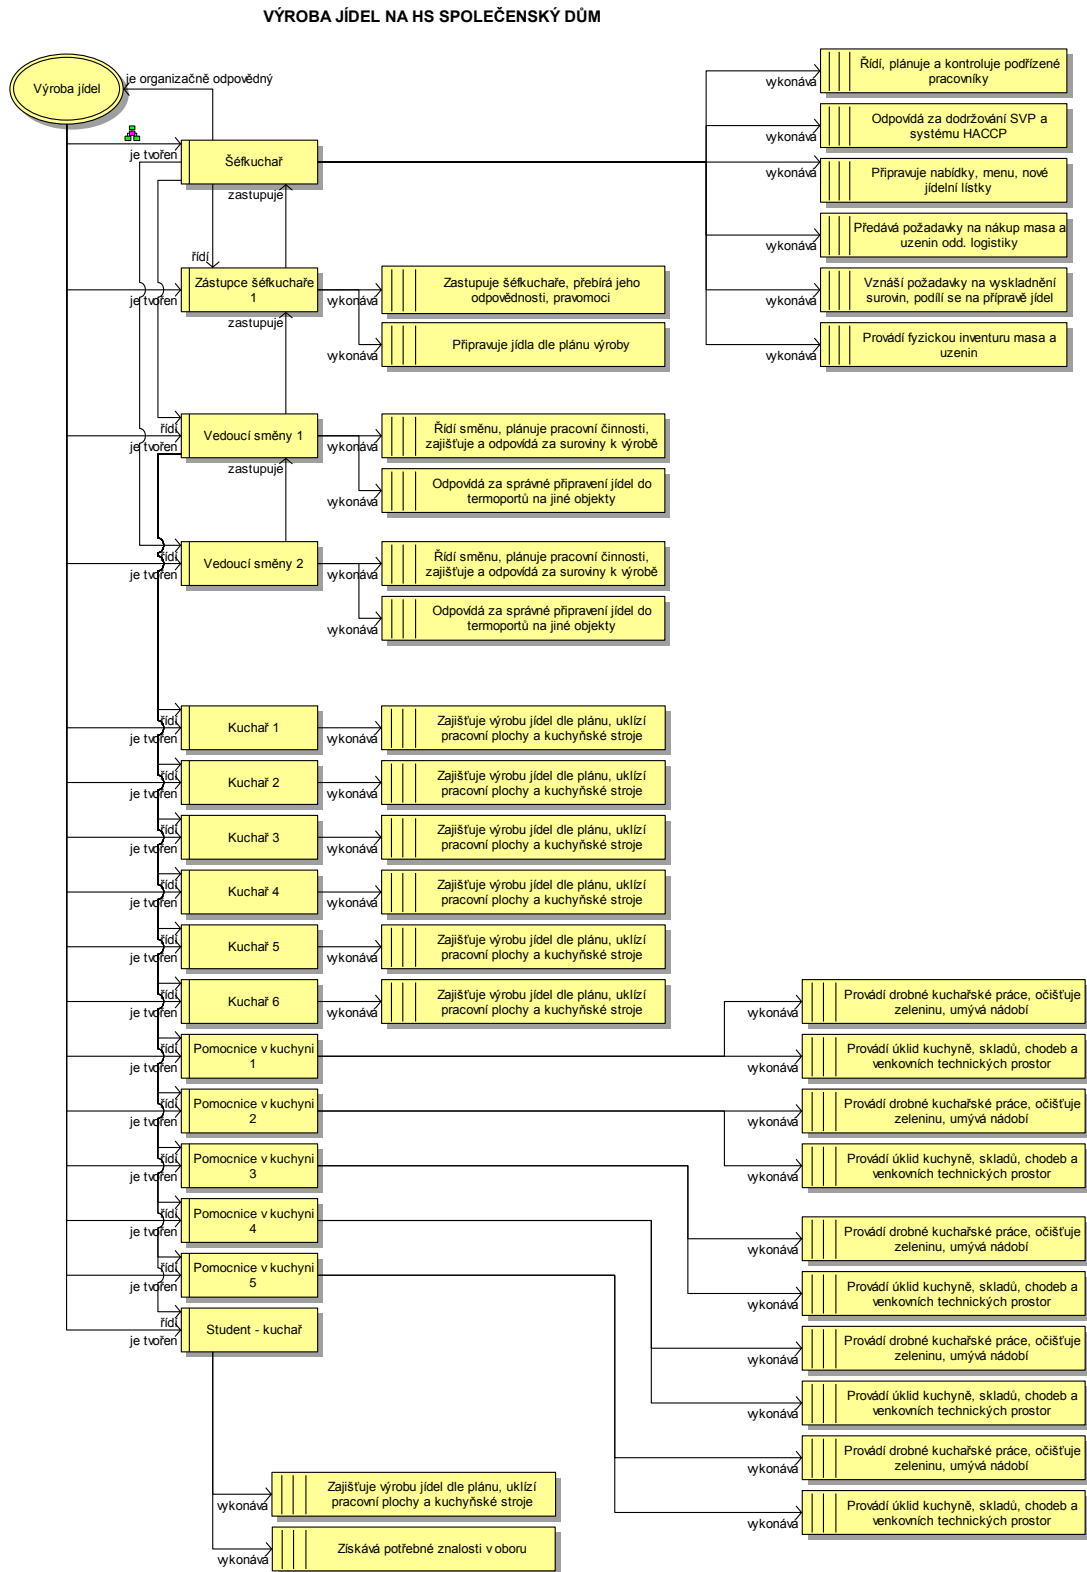 VÝROBA JÍDEL NA HS SPOLEČENSKÝ DŮM
Výroba jídel
je organizačně odpovědný
je tvořen
Šéfkuchař
zastupuje
řídí
vykonává
Řídí, plánuje a kontroluje podřízené
pracovníky
vykonává
Odpovídá za dodržování SVP a
systému HACCP
vykonává
Připravuje nabídky, menu, nové
jídelní lístky
vykonává
Předává požadavky na nákup masa a
uzenin odd. logistiky
vykonává
Vznáší požadavky na vyskladnění
surovin, podílí se na přípravě jídel
vykonává
Provádí fyzickou inventuru masa a
uzenin
je tvořen
Zástupce šéfkuchaře
1
zastupuje
vykonává
Zastupuje šéfkuchaře, přebírá jeho
odpovědnosti, pravomoci
vykonává
Připravuje jídla dle plánu výroby
řídí
je tvořen
Vedoucí směny 1
zastupuje
vykonává
Řídí směnu, plánuje pracovní činnosti,
zajišťuje a odpovídá za suroviny k výrobě
vykonává
Odpovídá za správné připravení jídel do
termoportů na jiné objekty
řídí
je tvořen
Vedoucí směny 2
vykonává
Řídí směnu, plánuje pracovní činnosti,
zajišťuje a odpovídá za suroviny k výrobě
vykonává
Odpovídá za správné připravení jídel do
termoportů na jiné objekty
řídí
je tvořen
Kuchař 1
vykonává
Zajišťuje výrobu jídel dle plánu, uklízí
pracovní plochy a kuchyňské stroje
řídí
je tvořen
Kuchař 2
vykonává
Zajišťuje výrobu jídel dle plánu, uklízí
pracovní plochy a kuchyňské stroje
řídí
je tvořen
Kuchař 3
vykonává
Zajišťuje výrobu jídel dle plánu, uklízí
pracovní plochy a kuchyňské stroje
řídí
je tvořen
Kuchař 4
vykonává
Zajišťuje výrobu jídel dle plánu, uklízí
pracovní plochy a kuchyňské stroje
řídí
je tvořen
Kuchař 5
vykonává
Zajišťuje výrobu jídel dle plánu, uklízí
pracovní plochy a kuchyňské stroje
řídí
je tvořen
Kuchař 6
vykonává
Zajišťuje výrobu jídel dle plánu, uklízí
pracovní plochy a kuchyňské stroje
řídí
je tvořen
Pomocnice v kuchyni
1
vykonává
Provádí drobné kuchařské práce, očišťuje
zeleninu, umývá nádobí
vykonává
Provádí úklid kuchyně, skladů, chodeb a
venkovních technických prostor
řídí
je tvořen
Pomocnice v kuchyni
2
vykonává
Provádí drobné kuchařské práce, očišťuje
zeleninu, umývá nádobí
vykonává
Provádí úklid kuchyně, skladů, chodeb a
venkovních technických prostor
řídí
je tvořen
Pomocnice v kuchyni
3
vykonává
Provádí drobné kuchařské práce, očišťuje
zeleninu, umývá nádobí
vykonává
Provádí úklid kuchyně, skladů, chodeb a
venkovních technických prostor
řídí
je tvořen
Pomocnice v kuchyni
4
vykonává
Provádí drobné kuchařské práce, očišťuje
zeleninu, umývá nádobí
vykonává
Provádí úklid kuchyně, skladů, chodeb a
venkovních technických prostor
řídí
je tvořen
Pomocnice v kuchyni
5
vykonává
Provádí drobné kuchařské práce, očišťuje
zeleninu, umývá nádobí
vykonává
Provádí úklid kuchyně, skladů, chodeb a
venkovních technických prostor
řídí
je tvořen
Student - kuchař
vykonává
Zajišťuje výrobu jídel dle plánu, uklízí
pracovní plochy a kuchyňské stroje
vykonává
Získává potřebné znalosti v oboru